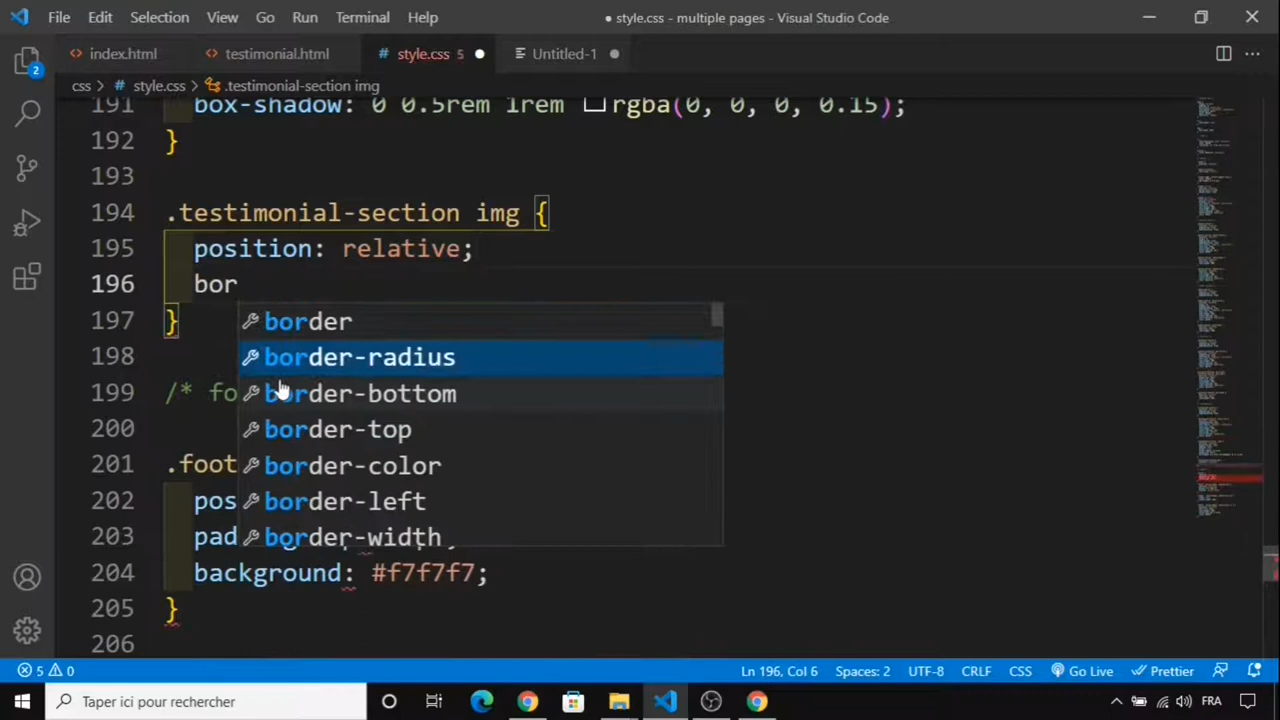 File Edit Selection View Go Run Terminal Help ● style.css - multiple pages - Visual Studio Code
index.html testimonial.html # style.css 5 ● Untitled-1 ●
css > # style.css > .testimonial-section img
2
191 box-shadow: 0 0.5rem 1rem rgba(0, 0, 0, 0.15);
192 }
193
194 .testimonial-section img {
195 position: relative;
196 bor
197 }
border
198
border-radius
199 /* fo
border-bottom
200
border-top
201 .foot
border-color
202 pos
border-left
203 pad
border-width
204 background: #f7f7f7;
205 }
206
5 0 Ln 196, Col 6 Spaces: 2 UTF-8 CRLF CSS Go Live Prettier
Taper ici pour rechercher FRA